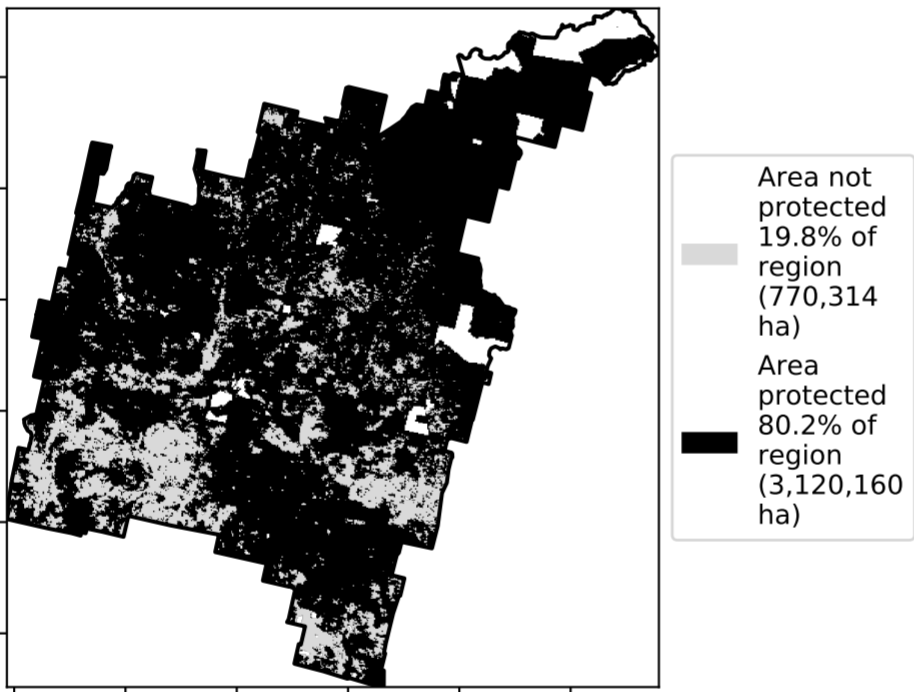 Area not
protected
19.8% of
region
(770,314
ha)
Area
protected
80.2% of
region
(3,120,160
ha)